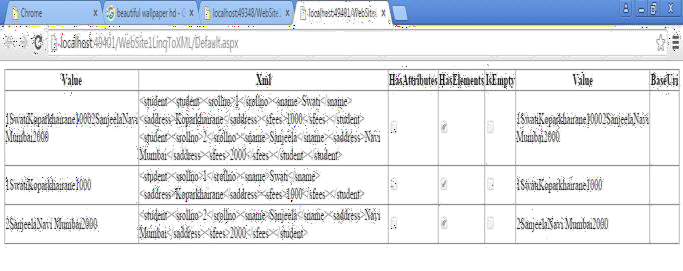 Chrome
beautiful wallpaper hd - G
localhost:49348/WebSite
localhost:49401/WebSite
localhost:49401/WebSite1LinqToXML/Default.aspx
Value Xml HasAttributes HasElements IsEmpty Value BaseUri
<student><student><srollno>1</srollno><sname>Swati</sname>
1SwatiKoparkhairane10002SanjeelaNavi <saddress>Koparkhairane</saddress><sfees>1000</sfees></student> 1SwatiKoparkhairane10002SanjeelaNavi
Mumbai2000 <student><srollno>2</srollno><sname>Sanjeela</sname><saddress>Navi Mumbai2000
Mumbai</saddress><sfees>2000</sfees></student></student>
<student><srollno>1</srollno><sname>Swati</sname>
1SwatiKoparkhairane1000 <saddress>Koparkhairane</saddress><sfees>1000</sfees></student> 1SwatiKoparkhairane1000
<student><srollno>2</srollno><sname>Sanjeela</sname><saddress>Navi
2SanjeelaNavi Mumbai2000 Mumbai</saddress><sfees>2000</sfees></student> 2SanjeelaNavi Mumbai2000